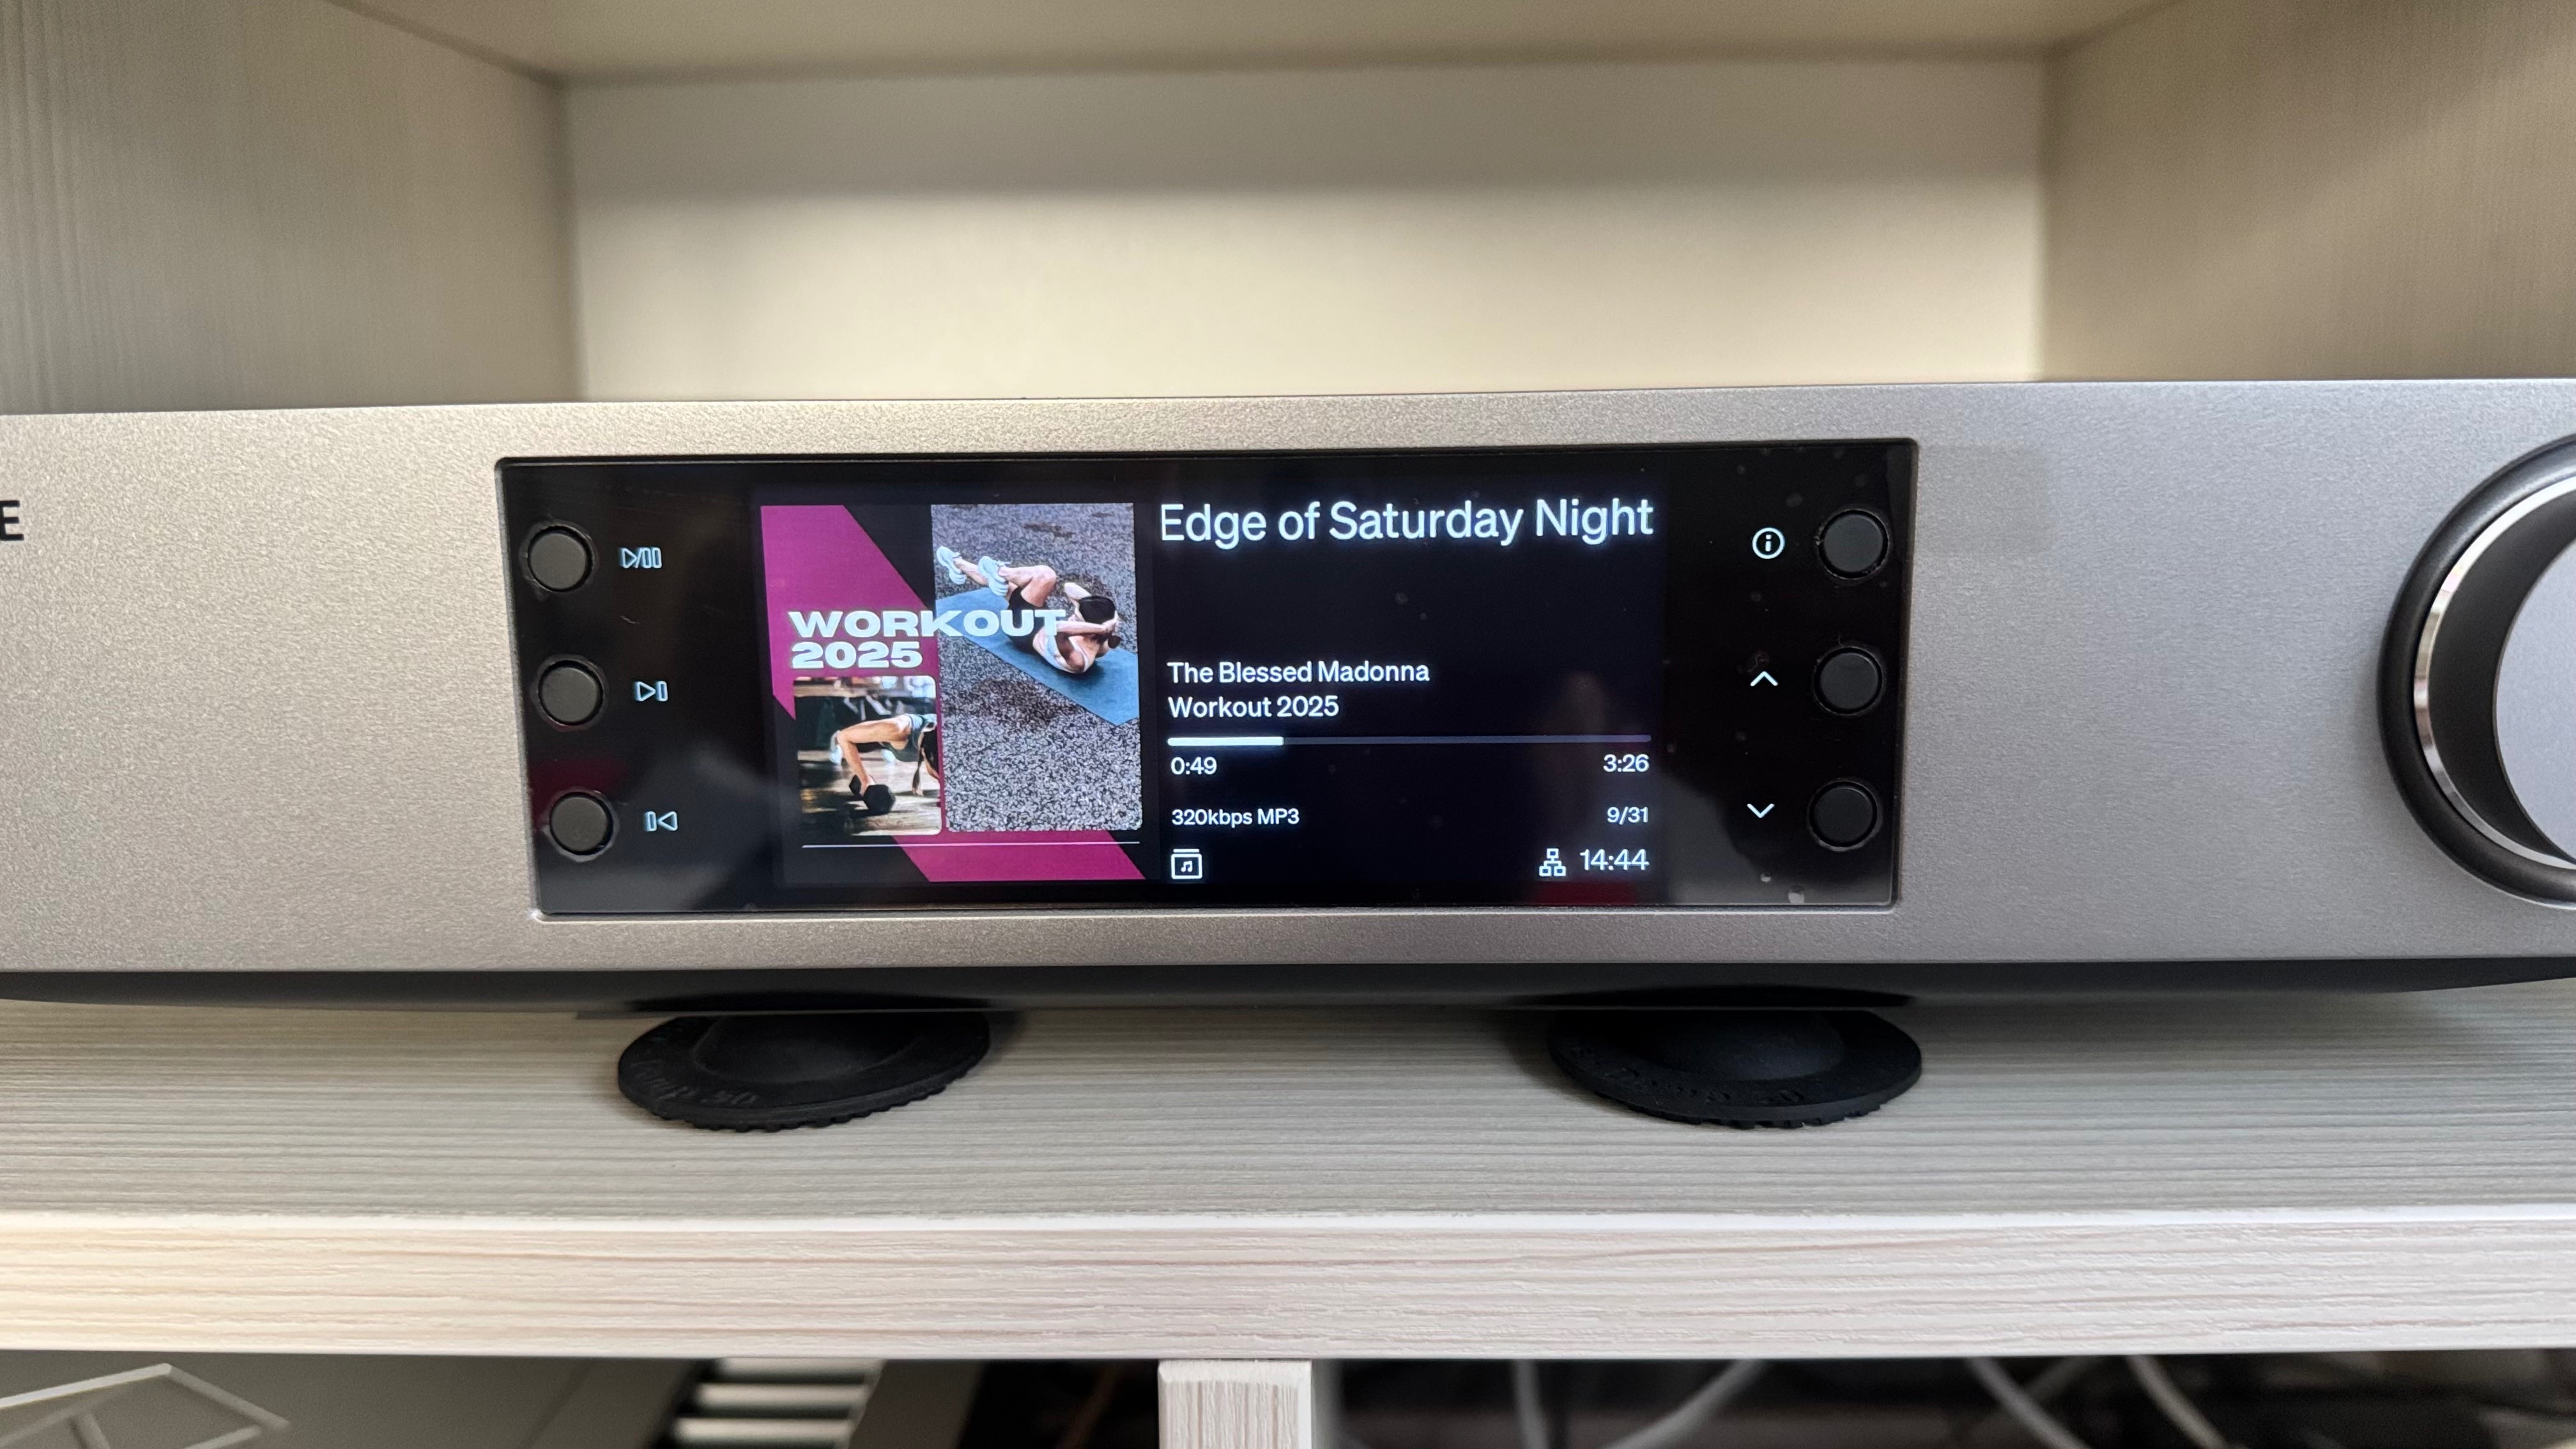 E
WORKOUT
2025
Edge of Saturday Night
The Blessed Madonna
Workout 2025
0:49 3:26
320kbps MP3 9/31
14:44